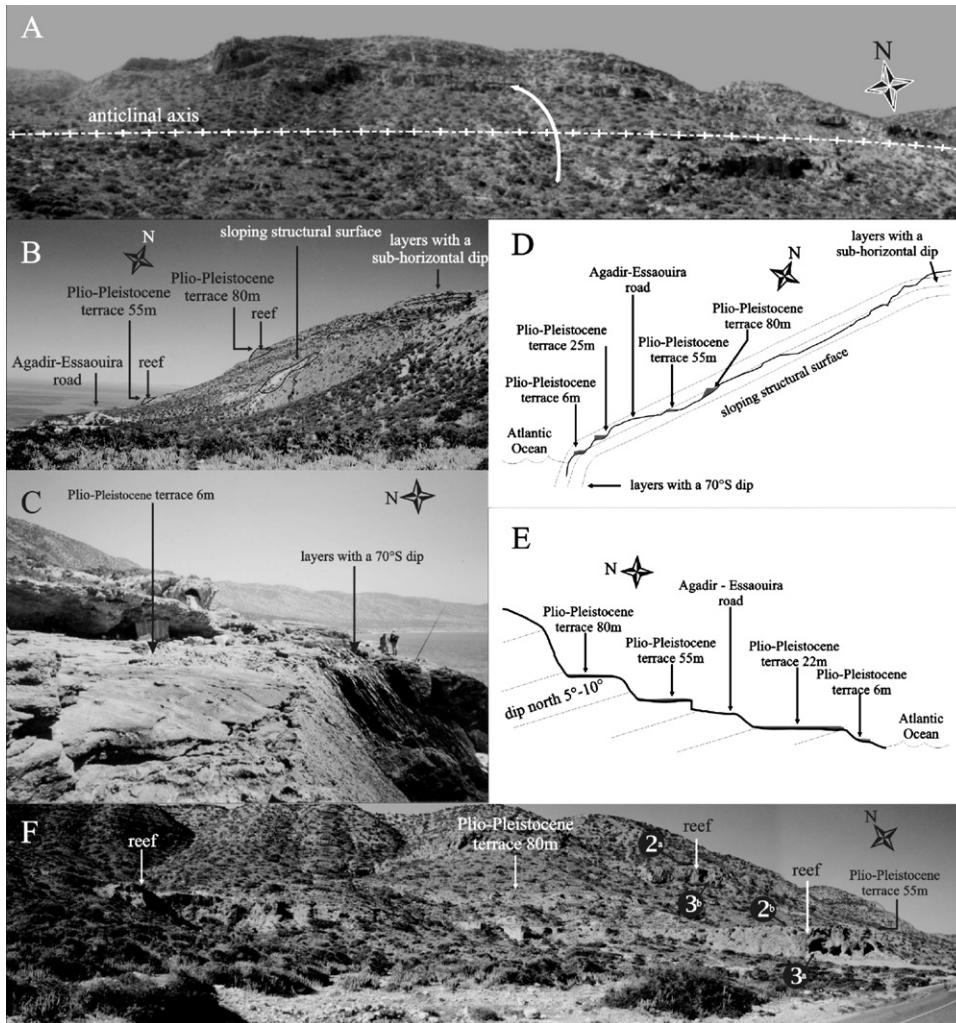 A
N
anticlinal axis
B
N
sloping structural surface
layers with a
sub-horizontal dip
Plio-Pleistocene
terrace 80m
reef
Plio-Pleistocene
terrace 55m
reef
Agadir-Essaouira
road
D
N
layers with a
sub-horizontal dip
Agadir-Essaouira
road
Plio-Pleistocene
terrace 80m
Plio-Pleistocene
terrace 25m
Plio-Pleistocene
terrace 55m
Plio-Pleistocene
terrace 6m
sloping structural surface
Atlantic
Ocean
layers with a 70°S dip
C
N
Plio-Pleistocene terrace 6m
layers with a 70°S dip
E
N
Agadir - Essaouira
road
Plio-Pleistocene
terrace 80m
Plio-Pleistocene
terrace 55m
Plio-Pleistocene
terrace 22m
Plio-Pleistocene
terrace 6m
dip north 5°-10°
Atlantic
Ocean
F
N
reef
Plio-Pleistocene
terrace 80m
2a
reef
3b
2b
reef
Plio-Pleistocene
terrace 55m
3a